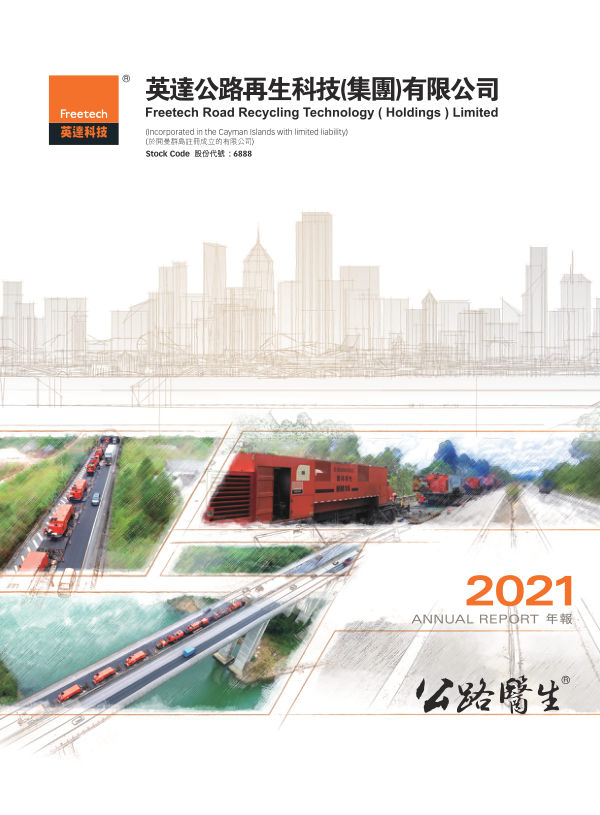 Freetech
英達科技
®
英達公路再生科技(集團)有限公司
Freetech Road Recycling Technology ( Holdings ) Limited
(Incorporated in the Cayman Islands with limited liability)
(於開曼群島註冊成立的有限公司)
Stock Code 股份代號 : 6888
2021
ANNUAL REPORT 年報
公路醫生®